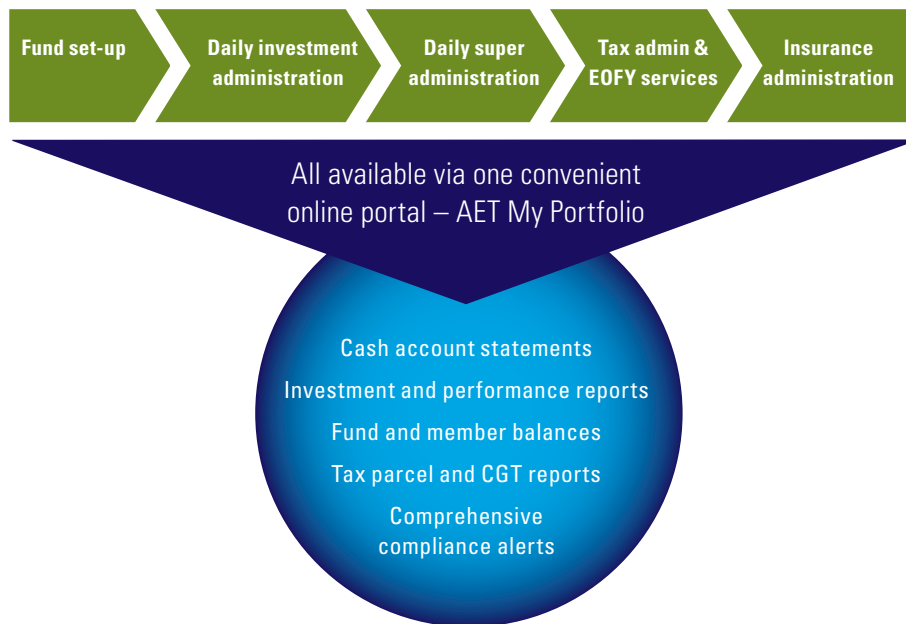 Fund set-up
Daily investment
administration
Daily super
administration
Tax admin &
EOFY services
Insurance
administration
All available via one convenient
online portal – AET My Portfolio
Cash account statements
Investment and performance reports
Fund and member balances
Tax parcel and CGT reports
Comprehensive
compliance alerts